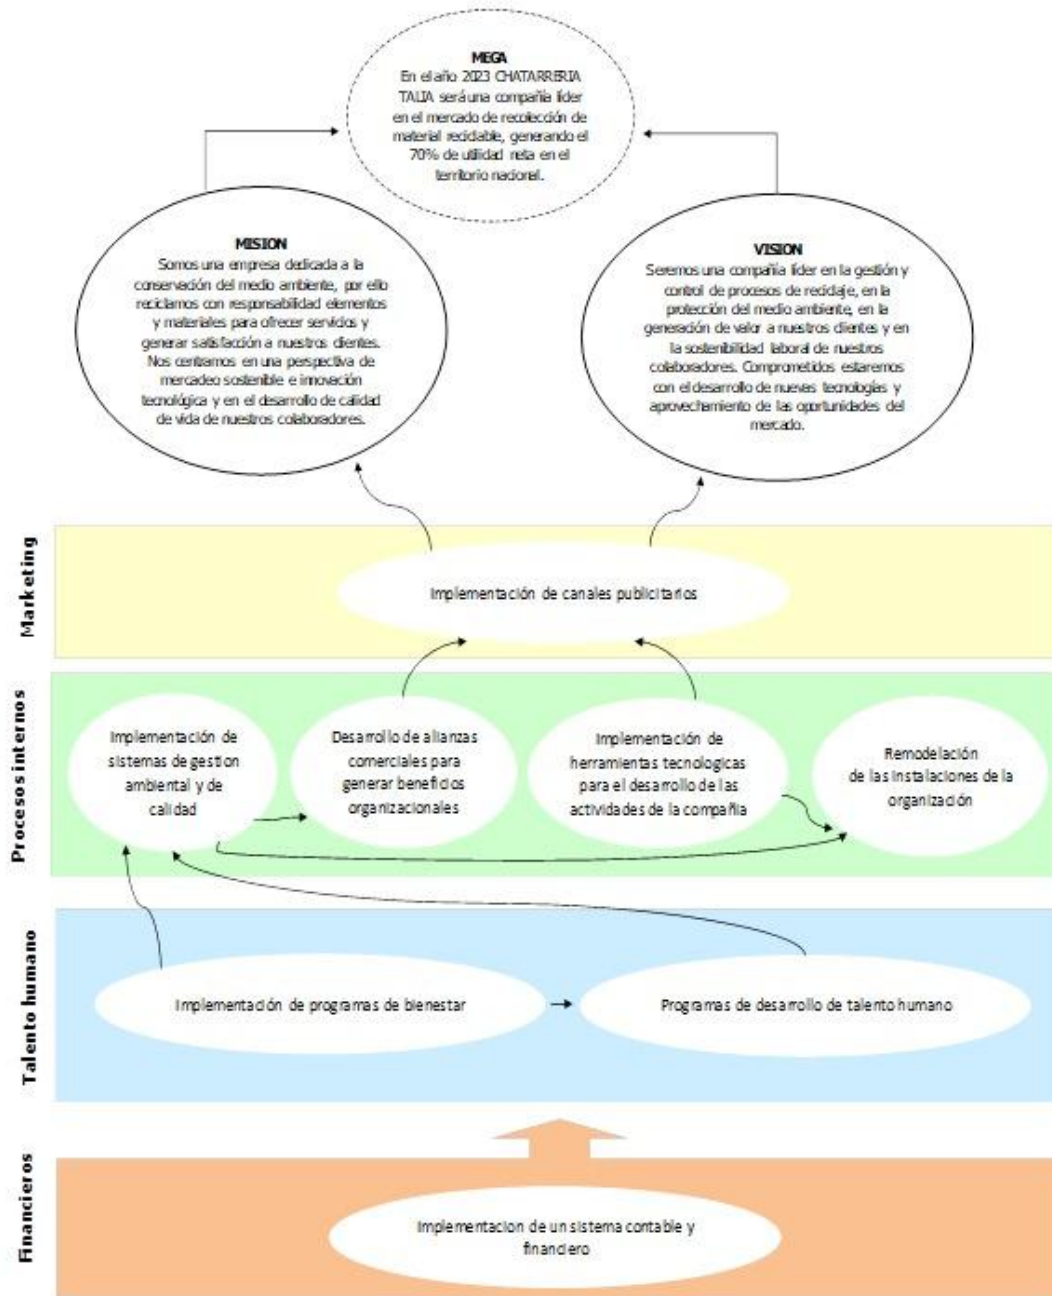 MEGA
En el año 2023 CHATARRERIA
TALIA será una compañía líder
en el mercado de recolección de
material reciclable, generando el
70% de utilidad neta en el
territorio nacional.
MISION
Somos una empresa dedicada a la
conservación del medio ambiente, por ello
reciclamos con responsabilidad elementos
y materiales para ofrecer servicios y
generar satisfacción a nuestros clientes.
Nos centramos en una perspectiva de
mercadeo sostenible e innovación
tecnológica y en el desarrollo de calidad
de vida de nuestros colaboradores.
VISION
Seremos una compañía líder en la gestión y
control de procesos de reciclaje, en la
protección del medio ambiente, en la
generación de valor a nuestros clientes y en
la sostenibilidad laboral de nuestros
colaboradores. Comprometidos estaremos
con el desarrollo de nuevas tecnologías y
aprovechamiento de las oportunidades del
mercado.
Marketing
Implementación de canales publicitarios
Procesos internos
Implementación de
sistemas de gestion
ambiental y de
calidad
Desarrollo de alianzas
comerciales para
generar beneficios
organizacionales
Implementación de
herramientas tecnologicas
para el desarrollo de las
actividades de la compañía
Remodelación
de las instalaciones de la
organización
Talento humano
Implementación de programas de bienestar
Programas de desarrollo de talento humano
Financieros
Implementacion de un sistema contable y
financiero